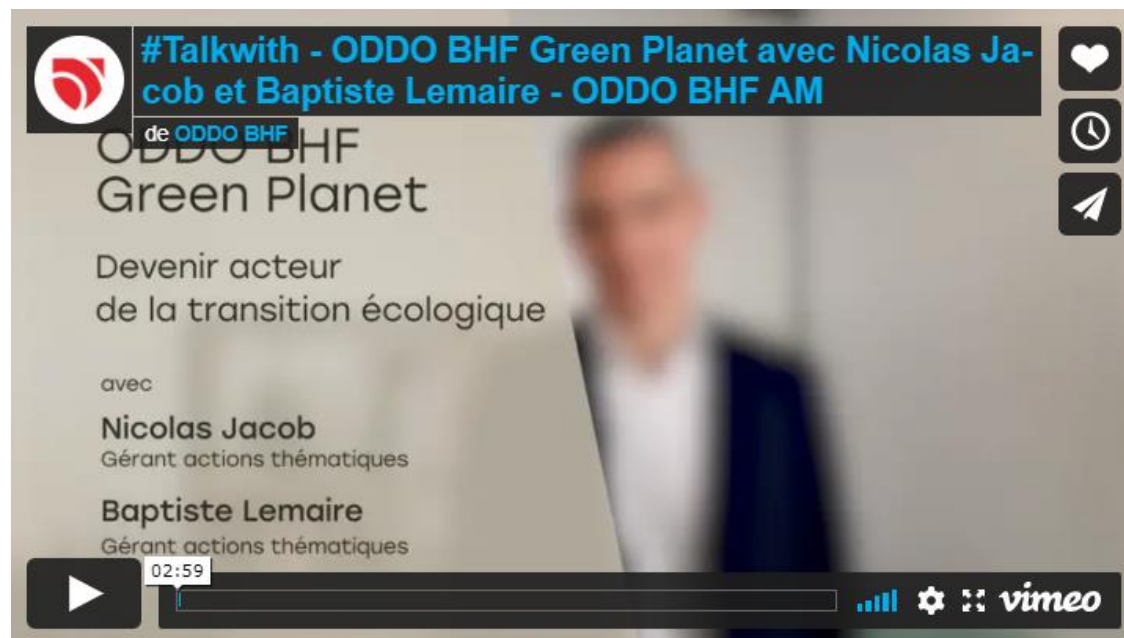 #Talkwith - ODDO BHF Green Planet avec Nicolas Ja-
cob et Baptiste Lemaire - ODDO BHF AM
de ODDO BHF
ODDO BHF
Green Planet
Devenir acteur
de la transition écologique
avec
Nicolas Jacob
Gérant actions thématiques
Baptiste Lemaire
Gérant actions thématiques
02:59
vimeo